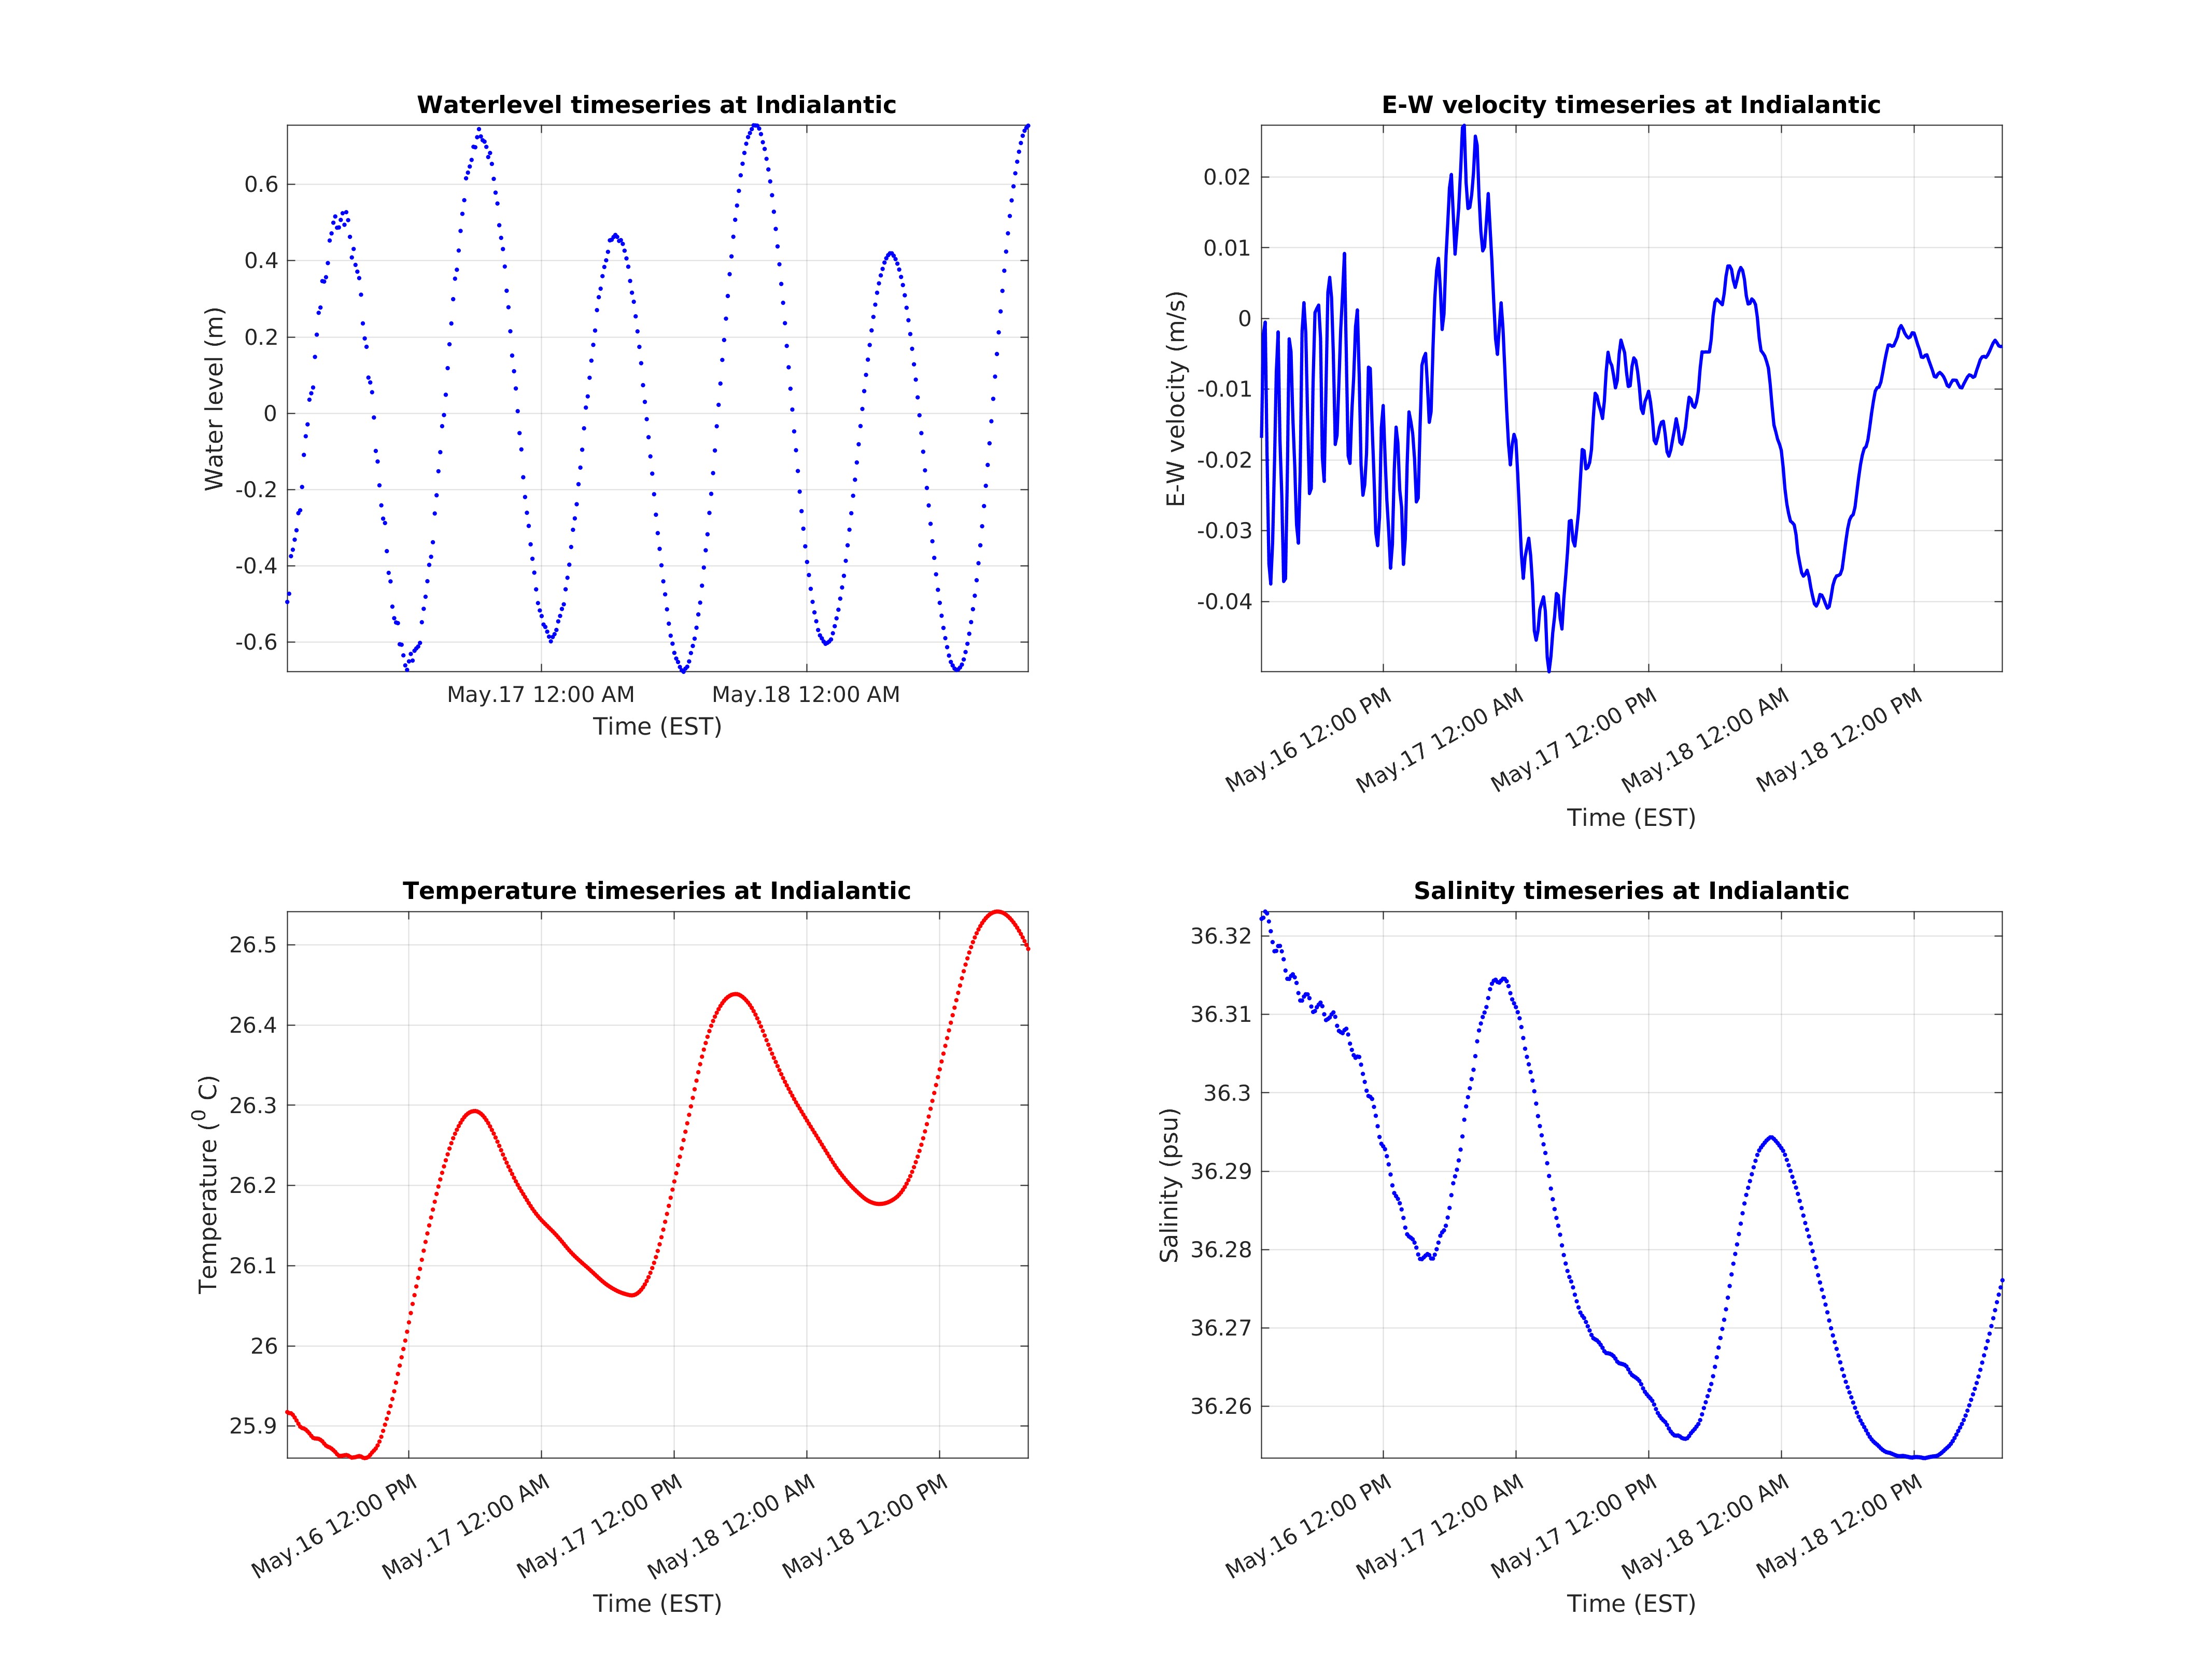 Waterlevel timeseries at Indialantic
0.6
0.4
0.2
0
-0.2
-0.4
-0.6
Water level (m)
May.17 12:00 AM
May.18 12:00 AM
Time (EST)
E-W velocity timeseries at Indialantic
0.02
0.01
0
-0.01
-0.02
-0.03
-0.04
E-W velocity (m/s)
May.16 12:00 PM
May.17 12:00 AM
May.17 12:00 PM
May.18 12:00 AM
May.18 12:00 PM
Time (EST)
Temperature timeseries at Indialantic
26.5
26.4
26.3
26.2
26.1
26
25.9
Temperature (⁰ C)
May.16 12:00 PM
May.17 12:00 AM
May.17 12:00 PM
May.18 12:00 AM
May.18 12:00 PM
Time (EST)
Salinity timeseries at Indialantic
36.32
36.31
36.3
36.29
36.28
36.27
36.26
Salinity (psu)
May.16 12:00 PM
May.17 12:00 AM
May.17 12:00 PM
May.18 12:00 AM
May.18 12:00 PM
Time (EST)